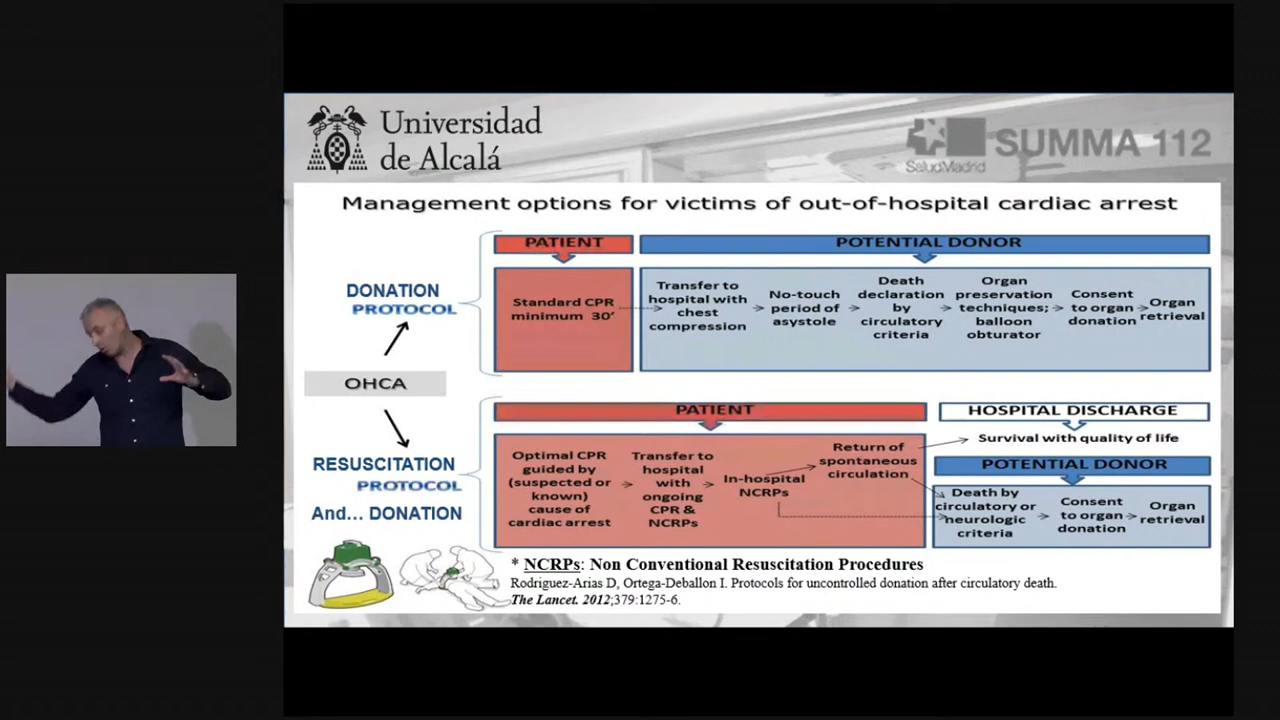 Universidad
de Alcalá
SaludMadrid
SUMMA 112
Management options for victims of out-of-hospital cardiac arrest
DONATION
PROTOCOL
PATIENT
Standard CPR
minimum 30'
POTENTIAL DONOR
Transfer to
hospital with
chest
compression
No-touch
period of
asystole
Death
declaration
by
circulatory
criteria
Organ
preservation
techniques;
balloon
obturator
Consent
to organ
donation
Organ
retrieval
OHCA
RESUSCITATION
PROTOCOL
And... DONATION
PATIENT
Optimal CPR
guided by
(suspected or
known)
cause of
cardiac arrest
Transfer to
hospital
with
ongoing
CPR &
NCRPs
In-hospital
NCRPs
Return of
spontaneous
circulation
HOSPITAL DISCHARGE
Survival with quality of life
POTENTIAL DONOR
Death by
circulatory or
neurologic
criteria
Consent
to organ
donation
Organ
retrieval
* NCRPs: Non Conventional Resuscitation Procedures
Rodriguez-Arias D, Ortega-Deballon I. Protocols for uncontrolled donation after circulatory death.
The Lancet. 2012;379:1275-6.